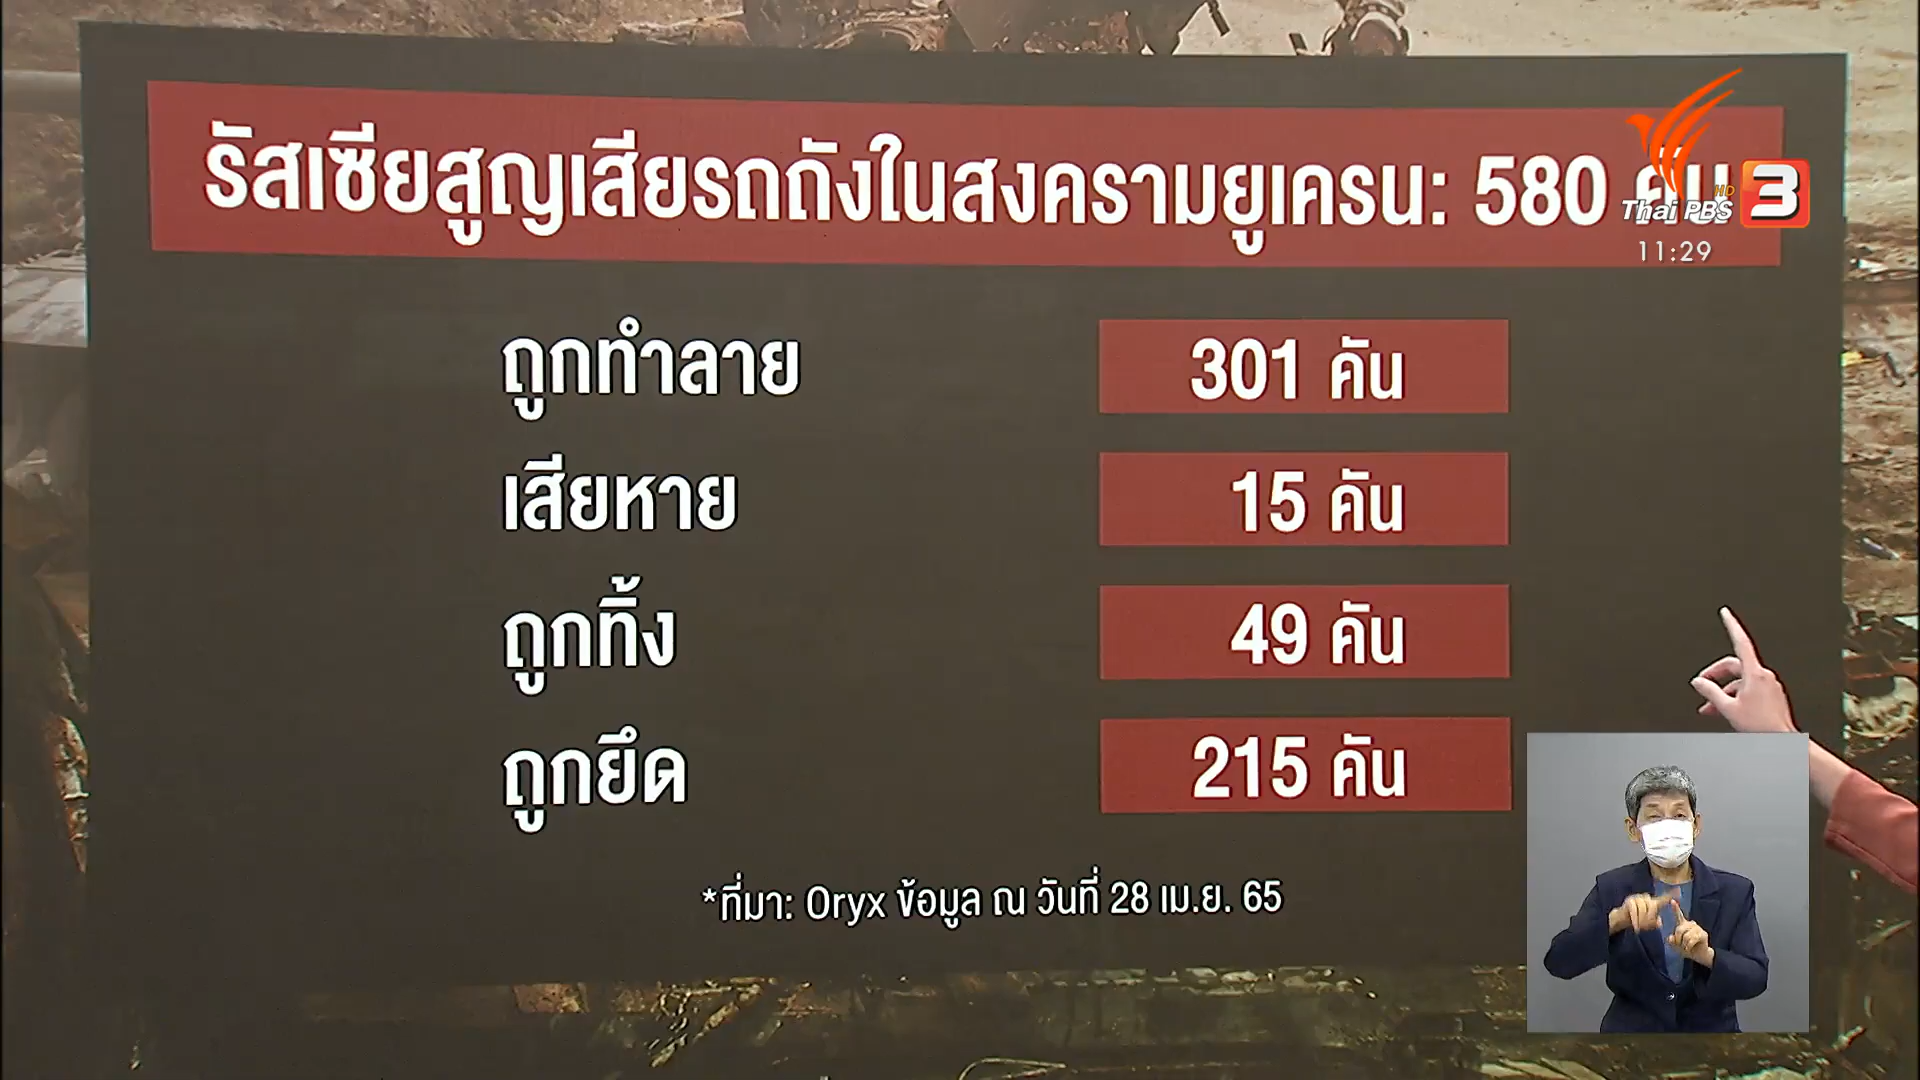 รัสเซียสูญเสียรถถังในสงครามยูเครน: 580 คัน
HD
Thai PBS 3
11:29
ถูกทำลาย 301 คัน
เสียหาย 15 คัน
ถูกทิ้ง 49 คัน
ถูกยึด 215 คัน
*ที่มา: Oryx ข้อมูล ณ วันที่ 28 เม.ย. 65